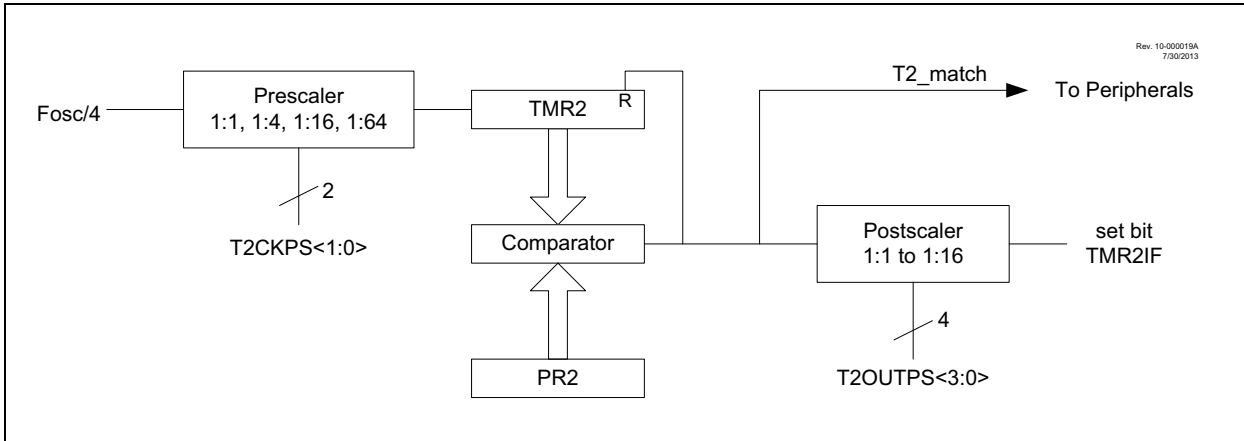 Rev. 10-000019A
7/30/2013
Fosc/4
Prescaler
1:1, 1:4, 1:16, 1:64
2
T2CKPS<1:0>
TMR2
R
Comparator
PR2
T2_match
To Peripherals
Postscaler
1:1 to 1:16
4
T2OUTPS<3:0>
set bit
TMR2IF